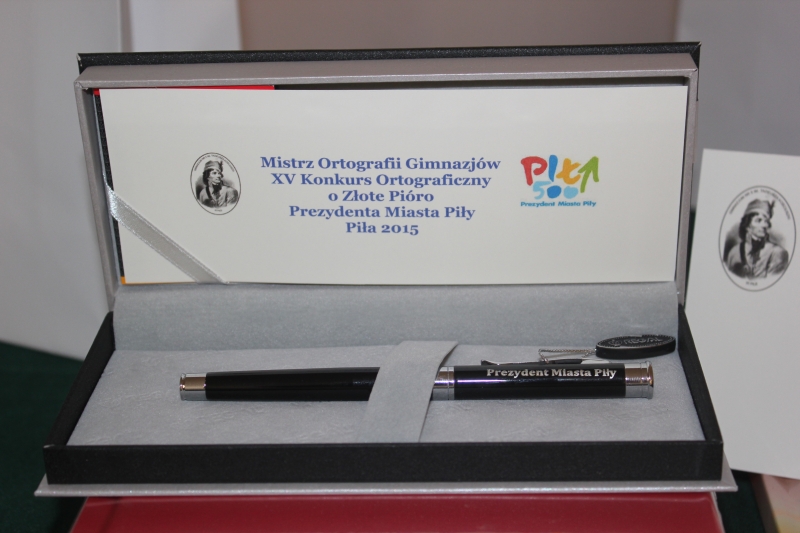 Mistrz Ortografii Gimnazjów
XV Konkurs Ortograficzny
o Złote Pióro
Prezydenta Miasta Piły
Piła 2015
PIŁA
500
Prezydent Miasta Piły
Prezydent Miasta Piły